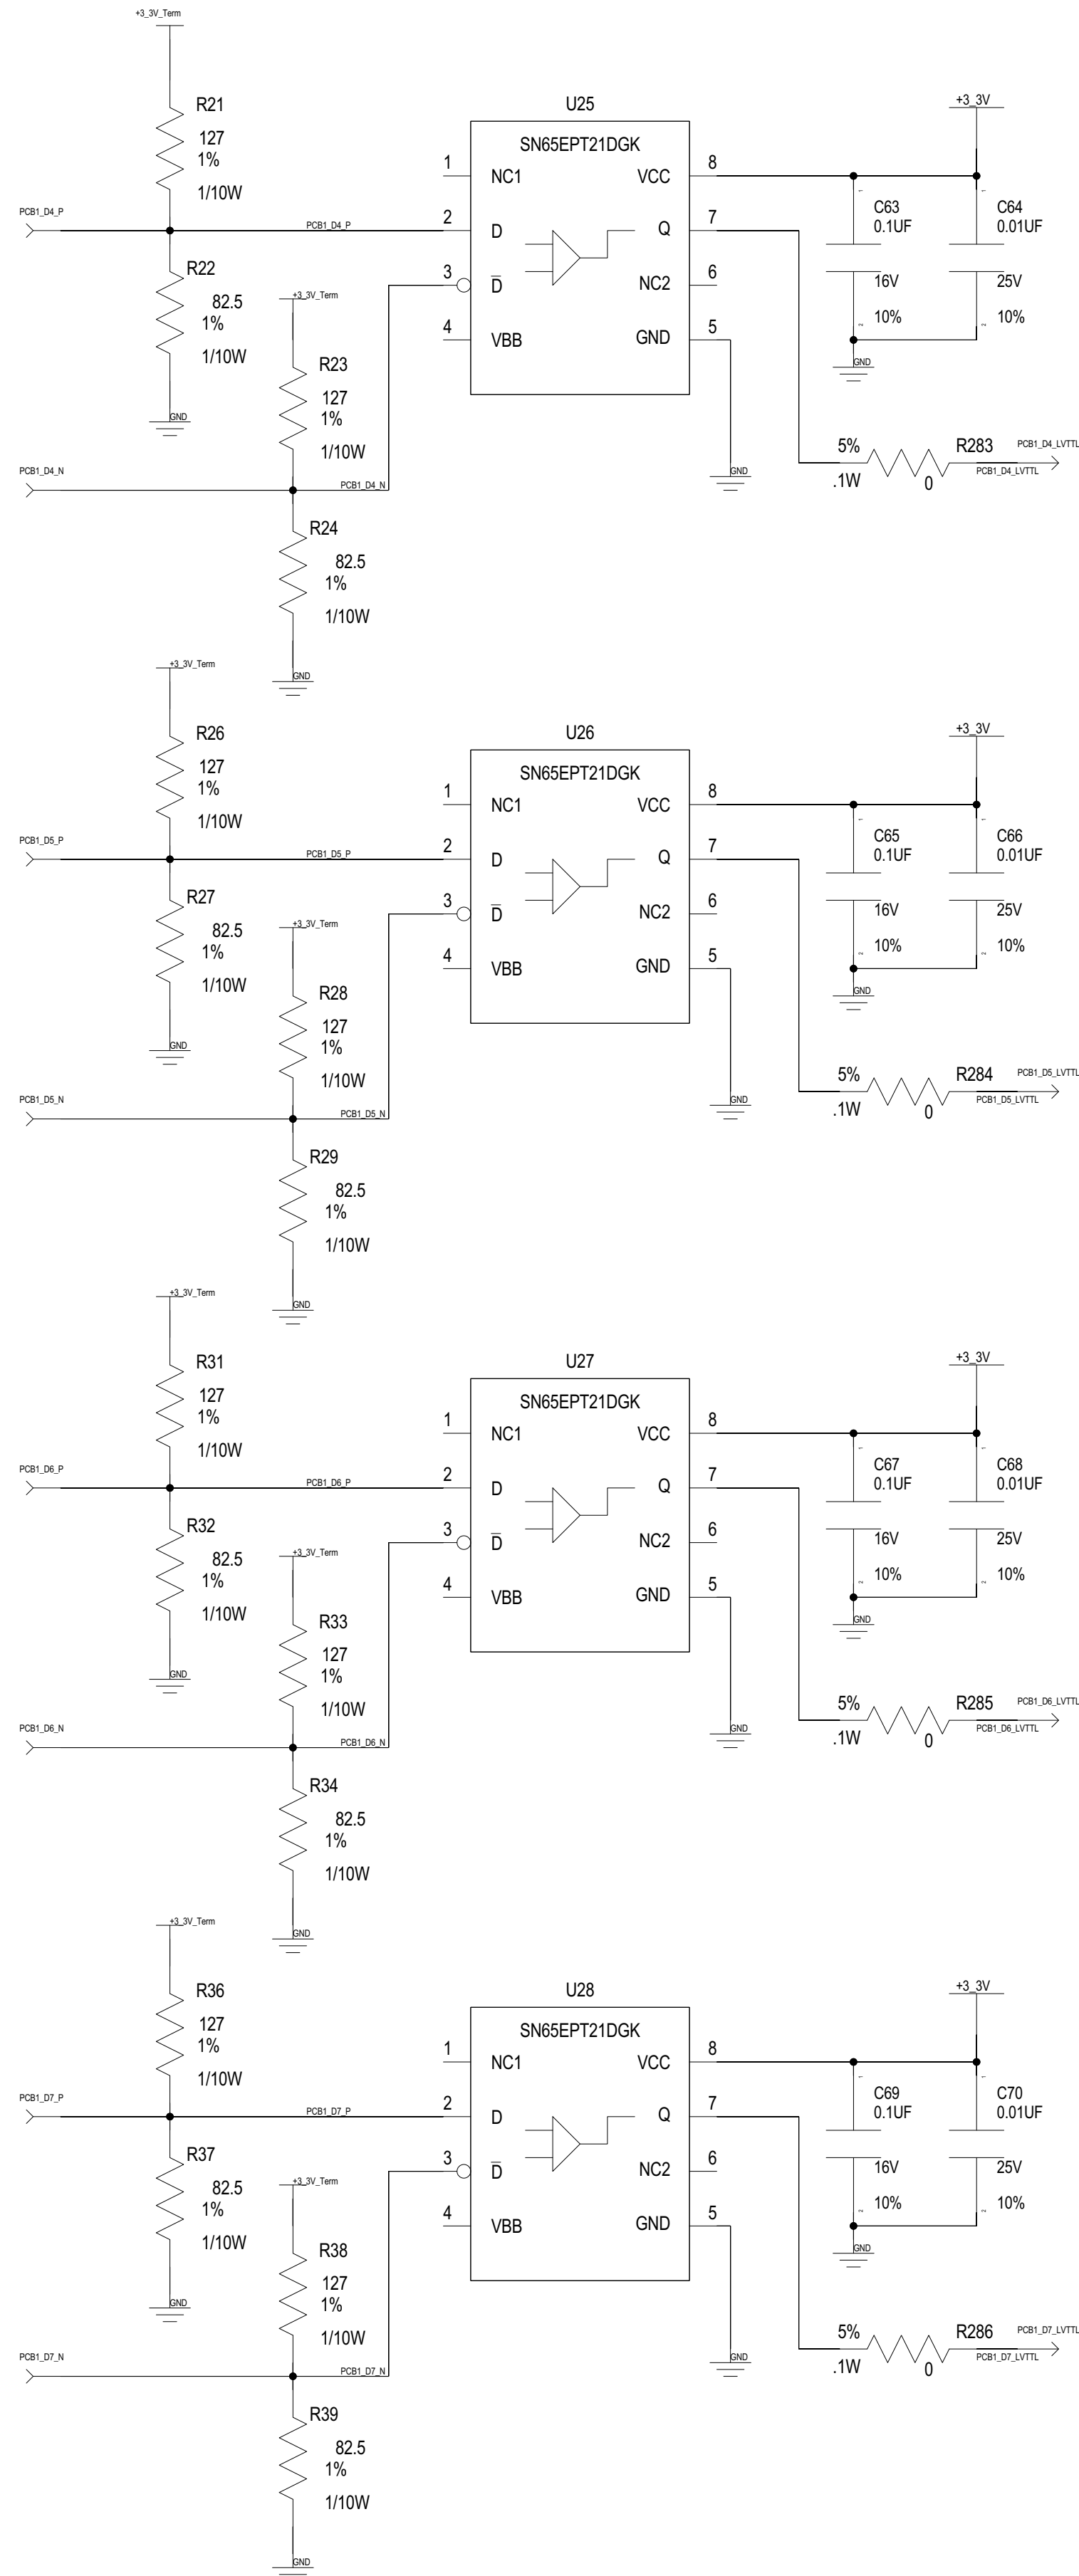 +3_3V_Term
R21
127
1%
1/10W
PCB1_D4_P
PCB1_D4_P
R22
82.5
1%
1/10W
GND
+3_3V_Term
R23
127
1%
1/10W
PCB1_D4_N
PCB1_D4_N
R24
82.5
1%
1/10W
GND
U25
SN65EPT21DGK
1 NC1 VCC 8
2 D Q 7
3 D̅ NC2 6
4 VBB GND 5
GND
+3_3V
C63
0.1UF
16V
10%
C64
0.01UF
25V
10%
GND
5%
.1W
0
R283
PCB1_D4_LVTTL
PCB1_D4_LVTTL
+3_3V_Term
R26
127
1%
1/10W
PCB1_D5_P
PCB1_D5_P
R27
82.5
1%
1/10W
GND
+3_3V_Term
R28
127
1%
1/10W
PCB1_D5_N
PCB1_D5_N
R29
82.5
1%
1/10W
GND
U26
SN65EPT21DGK
1 NC1 VCC 8
2 D Q 7
3 D̅ NC2 6
4 VBB GND 5
GND
+3_3V
C65
0.1UF
16V
10%
C66
0.01UF
25V
10%
GND
5%
.1W
0
R284
PCB1_D5_LVTTL
PCB1_D5_LVTTL
+3_3V_Term
R31
127
1%
1/10W
PCB1_D6_P
PCB1_D6_P
R32
82.5
1%
1/10W
GND
+3_3V_Term
R33
127
1%
1/10W
PCB1_D6_N
PCB1_D6_N
R34
82.5
1%
1/10W
GND
U27
SN65EPT21DGK
1 NC1 VCC 8
2 D Q 7
3 D̅ NC2 6
4 VBB GND 5
GND
+3_3V
C67
0.1UF
16V
10%
C68
0.01UF
25V
10%
GND
5%
.1W
0
R285
PCB1_D6_LVTTL
PCB1_D6_LVTTL
+3_3V_Term
R36
127
1%
1/10W
PCB1_D7_P
PCB1_D7_P
R37
82.5
1%
1/10W
GND
+3_3V_Term
R38
127
1%
1/10W
PCB1_D7_N
PCB1_D7_N
R39
82.5
1%
1/10W
GND
U28
SN65EPT21DGK
1 NC1 VCC 8
2 D Q 7
3 D̅ NC2 6
4 VBB GND 5
GND
+3_3V
C69
0.1UF
16V
10%
C70
0.01UF
25V
10%
GND
5%
.1W
0
R286
PCB1_D7_LVTTL
PCB1_D7_LVTTL